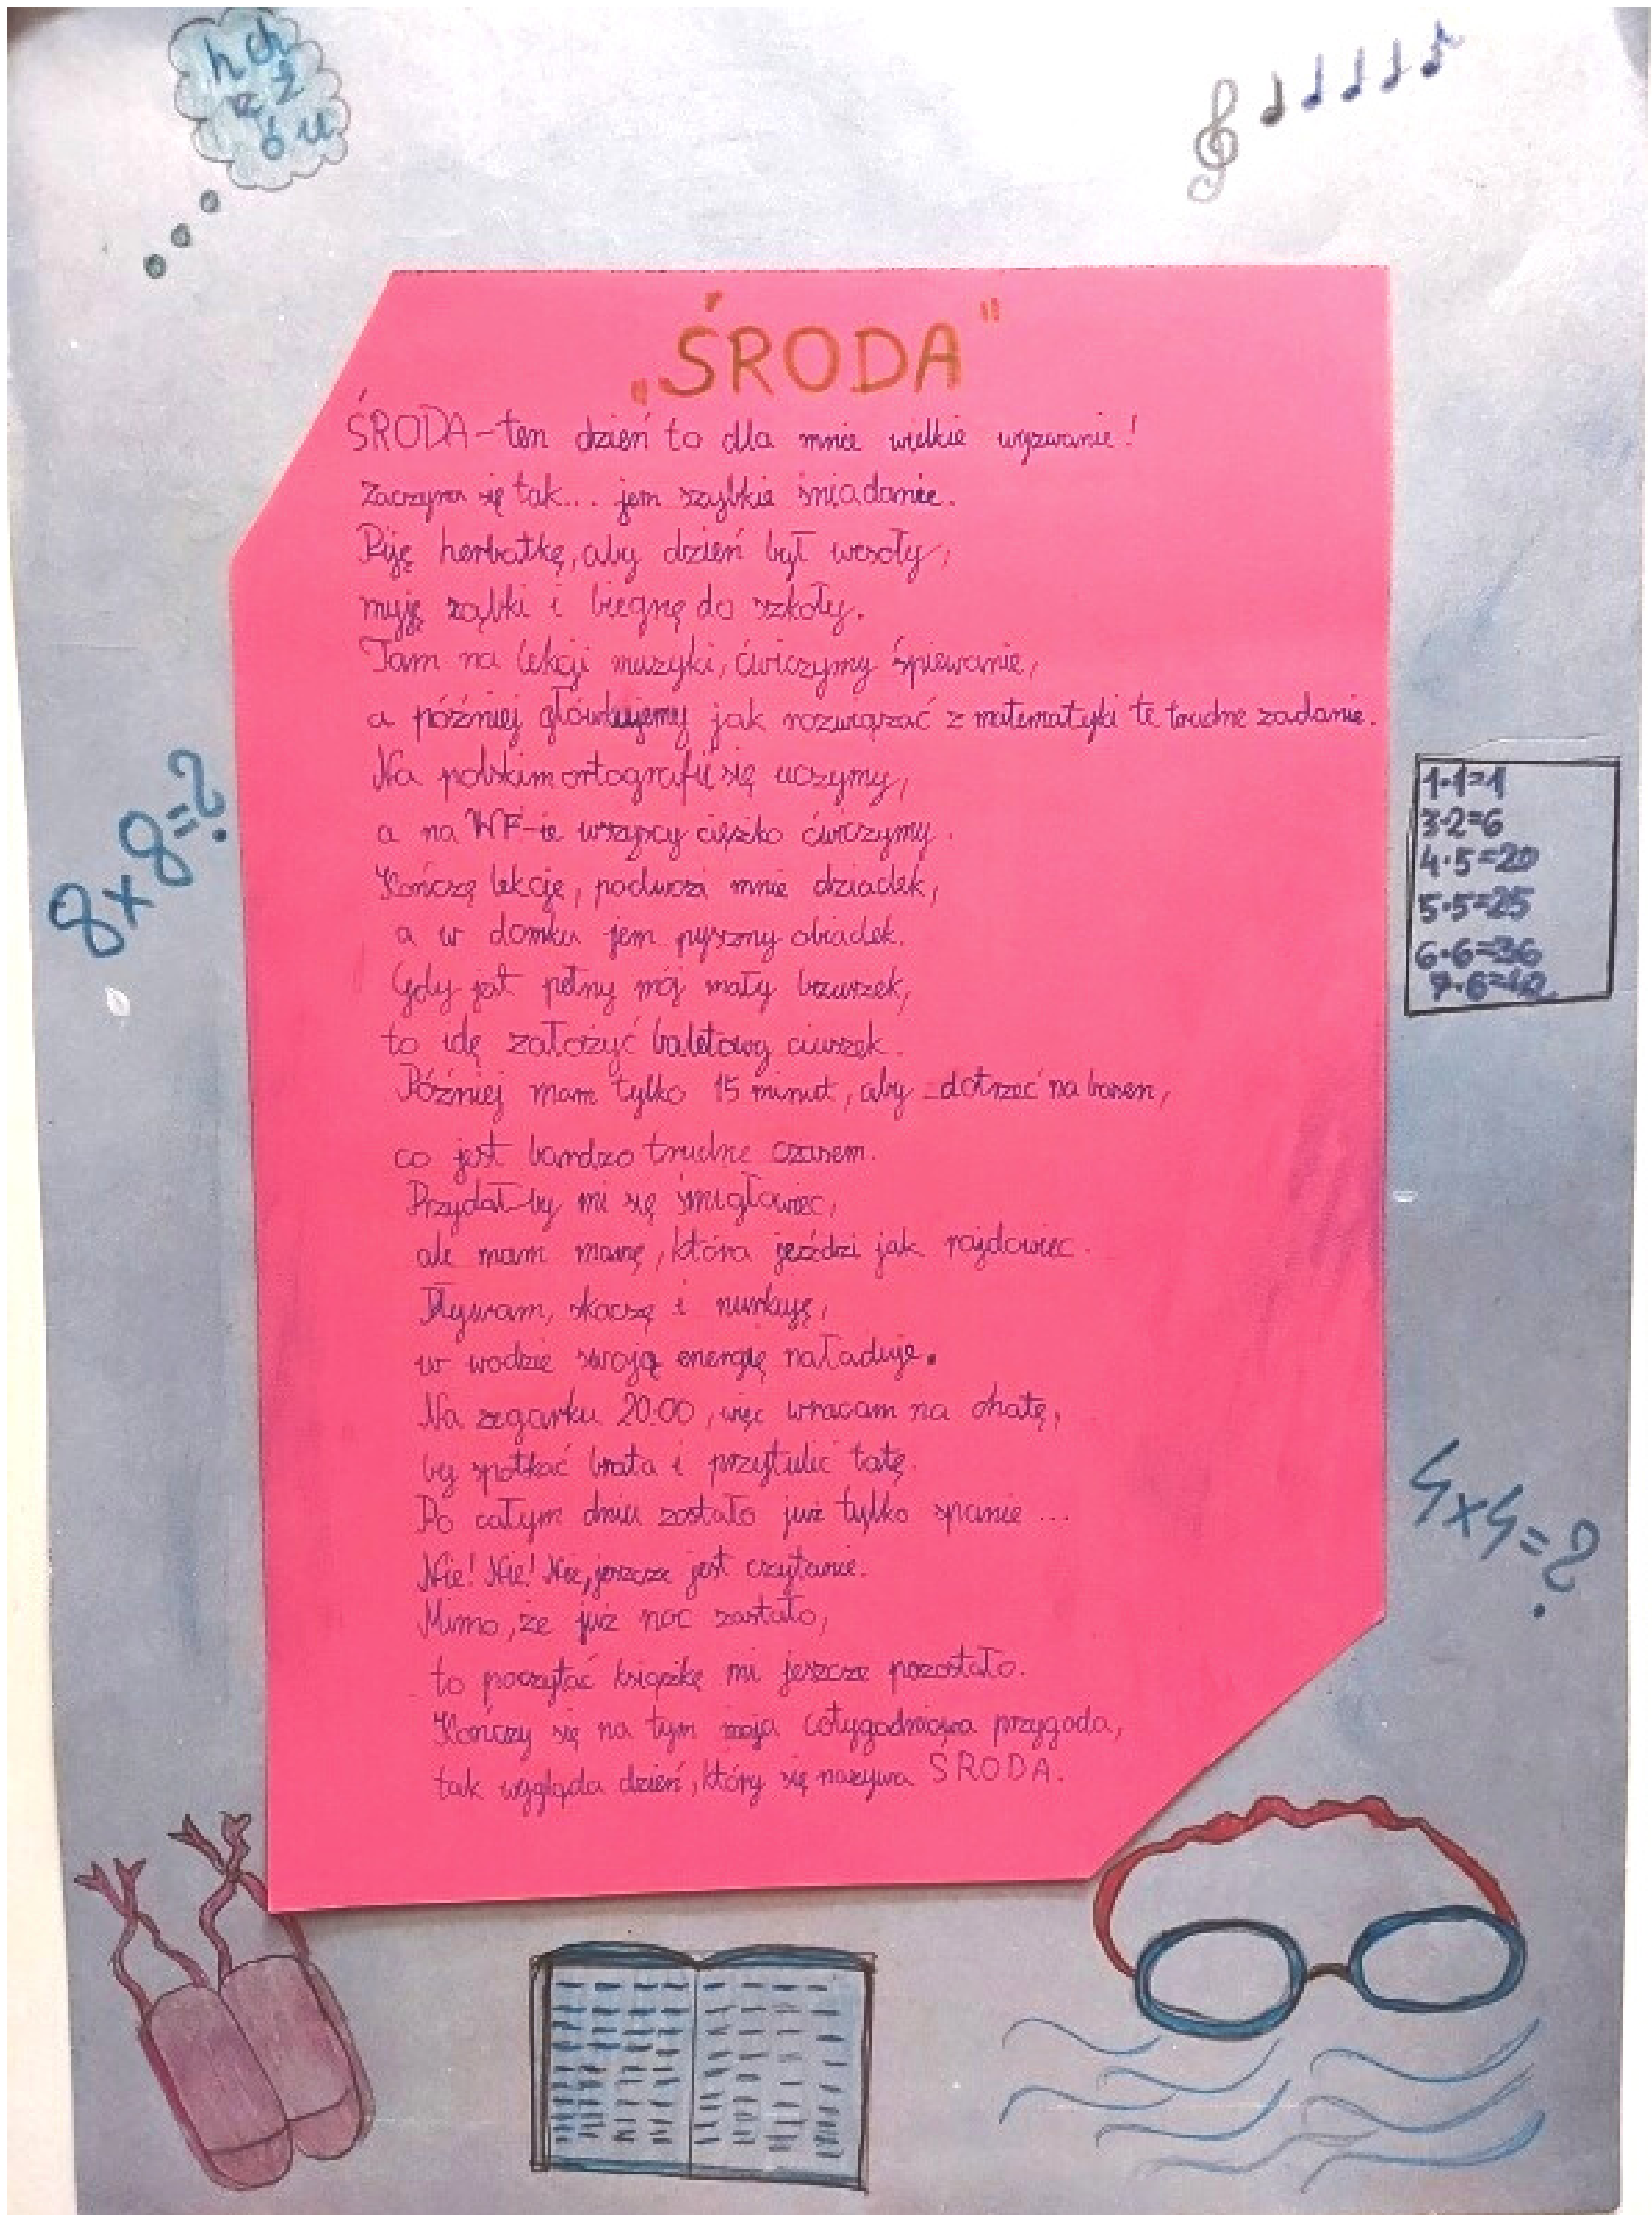 h ch
rz ż
ó u
„ŚRODA"
ŚRODA - ten dzień to dla mnie wielkie wyzwanie!
Zaczyna się tak... jem szybkie śniadanie.
Piję herbatkę, aby dzień był wesoły,
myję ząbki i biegnę do szkoły.
Tam na lekcji muzyki, ćwiczymy śpiewanie,
a później główkujemy jak rozwiązać z matematyki te trudne zadanie.
Na polskim ortografii się uczymy,
a na WF-ie wszyscy ciężko ćwiczymy.
Kończę lekcje, podwozi mnie dziadek,
a w domku jem pyszny obiadek.
Gdy jest pełny mój mały brzuszek,
to idę założyć baletowy ciuszek.
Później mam tylko 15 minut, aby dotrzeć na basen,
co jest bardzo trudne czasem.
Przydał by mi się śmigłowiec,
ale mam mamę, która jeździ jak rajdowiec.
Pływam, skaczę i nurkuję,
w wodzie swoją energię naładuje.
Na zegarku 20:00, więc wracam na chatę,
by spotkać brata i przytulić tatę.
Po całym dniu zostało już tylko spanie...
Nie! Nie! Nie, jeszcze jest czytanie.
Mimo, że już noc zastało,
to poczytać książkę mi jeszcze pozostało.
Kończy się na tym moja cotygodniowa przygoda,
tak wygląda dzień, który się nazywa ŚRODA.
8x8=?
1·1=1
3·2=6
4·5=20
5·5=25
6·6=36
7·6=42
4x4=?